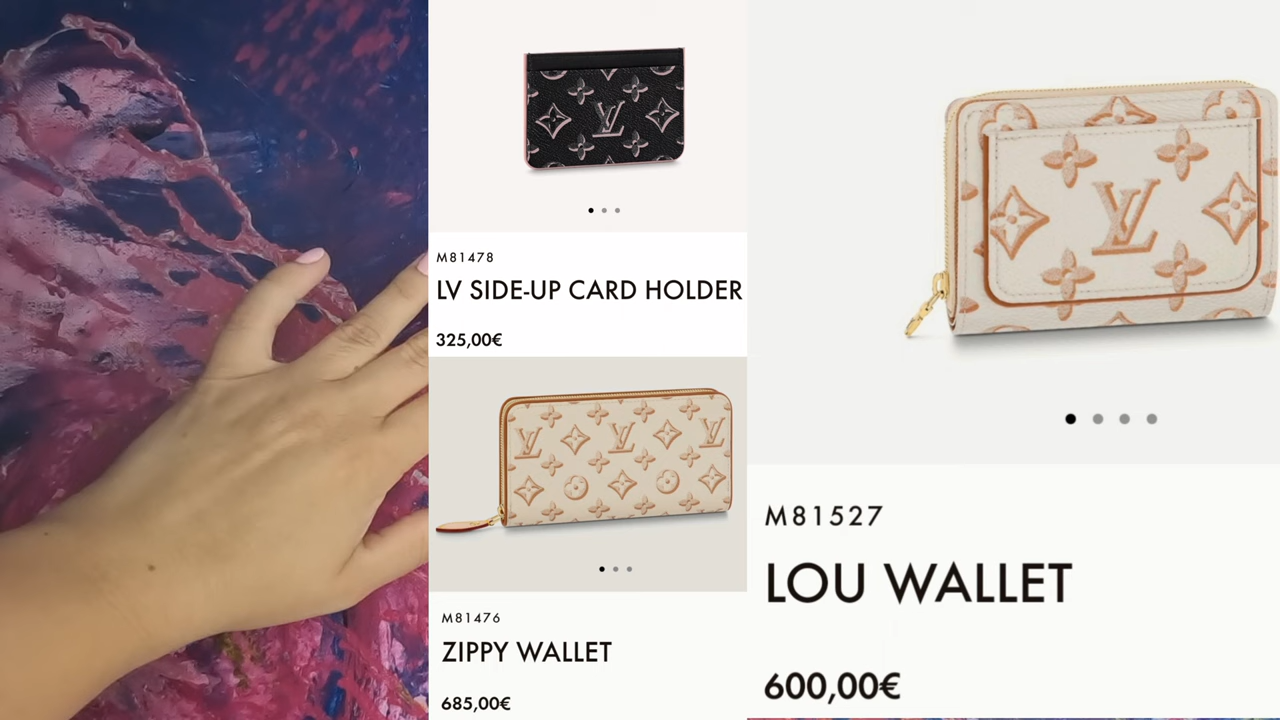 M81478
LV SIDE-UP CARD HOLDER
325,00€
M81476
ZIPPY WALLET
685,00€
M81527
LOU WALLET
600,00€